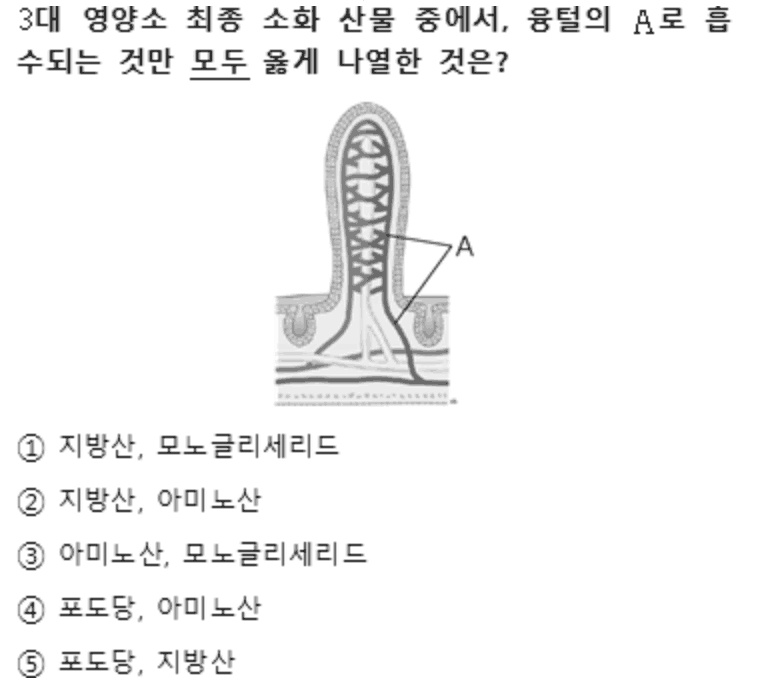 3대 영양소 최종 소화 산물 중에서, 융털의 A로 흡
수되는 것만 모두 옳게 나열한 것은?
A
① 지방산, 모노글리세리드
② 지방산, 아미노산
③ 아미노산, 모노글리세리드
④ 포도당, 아미노산
⑤ 포도당, 지방산